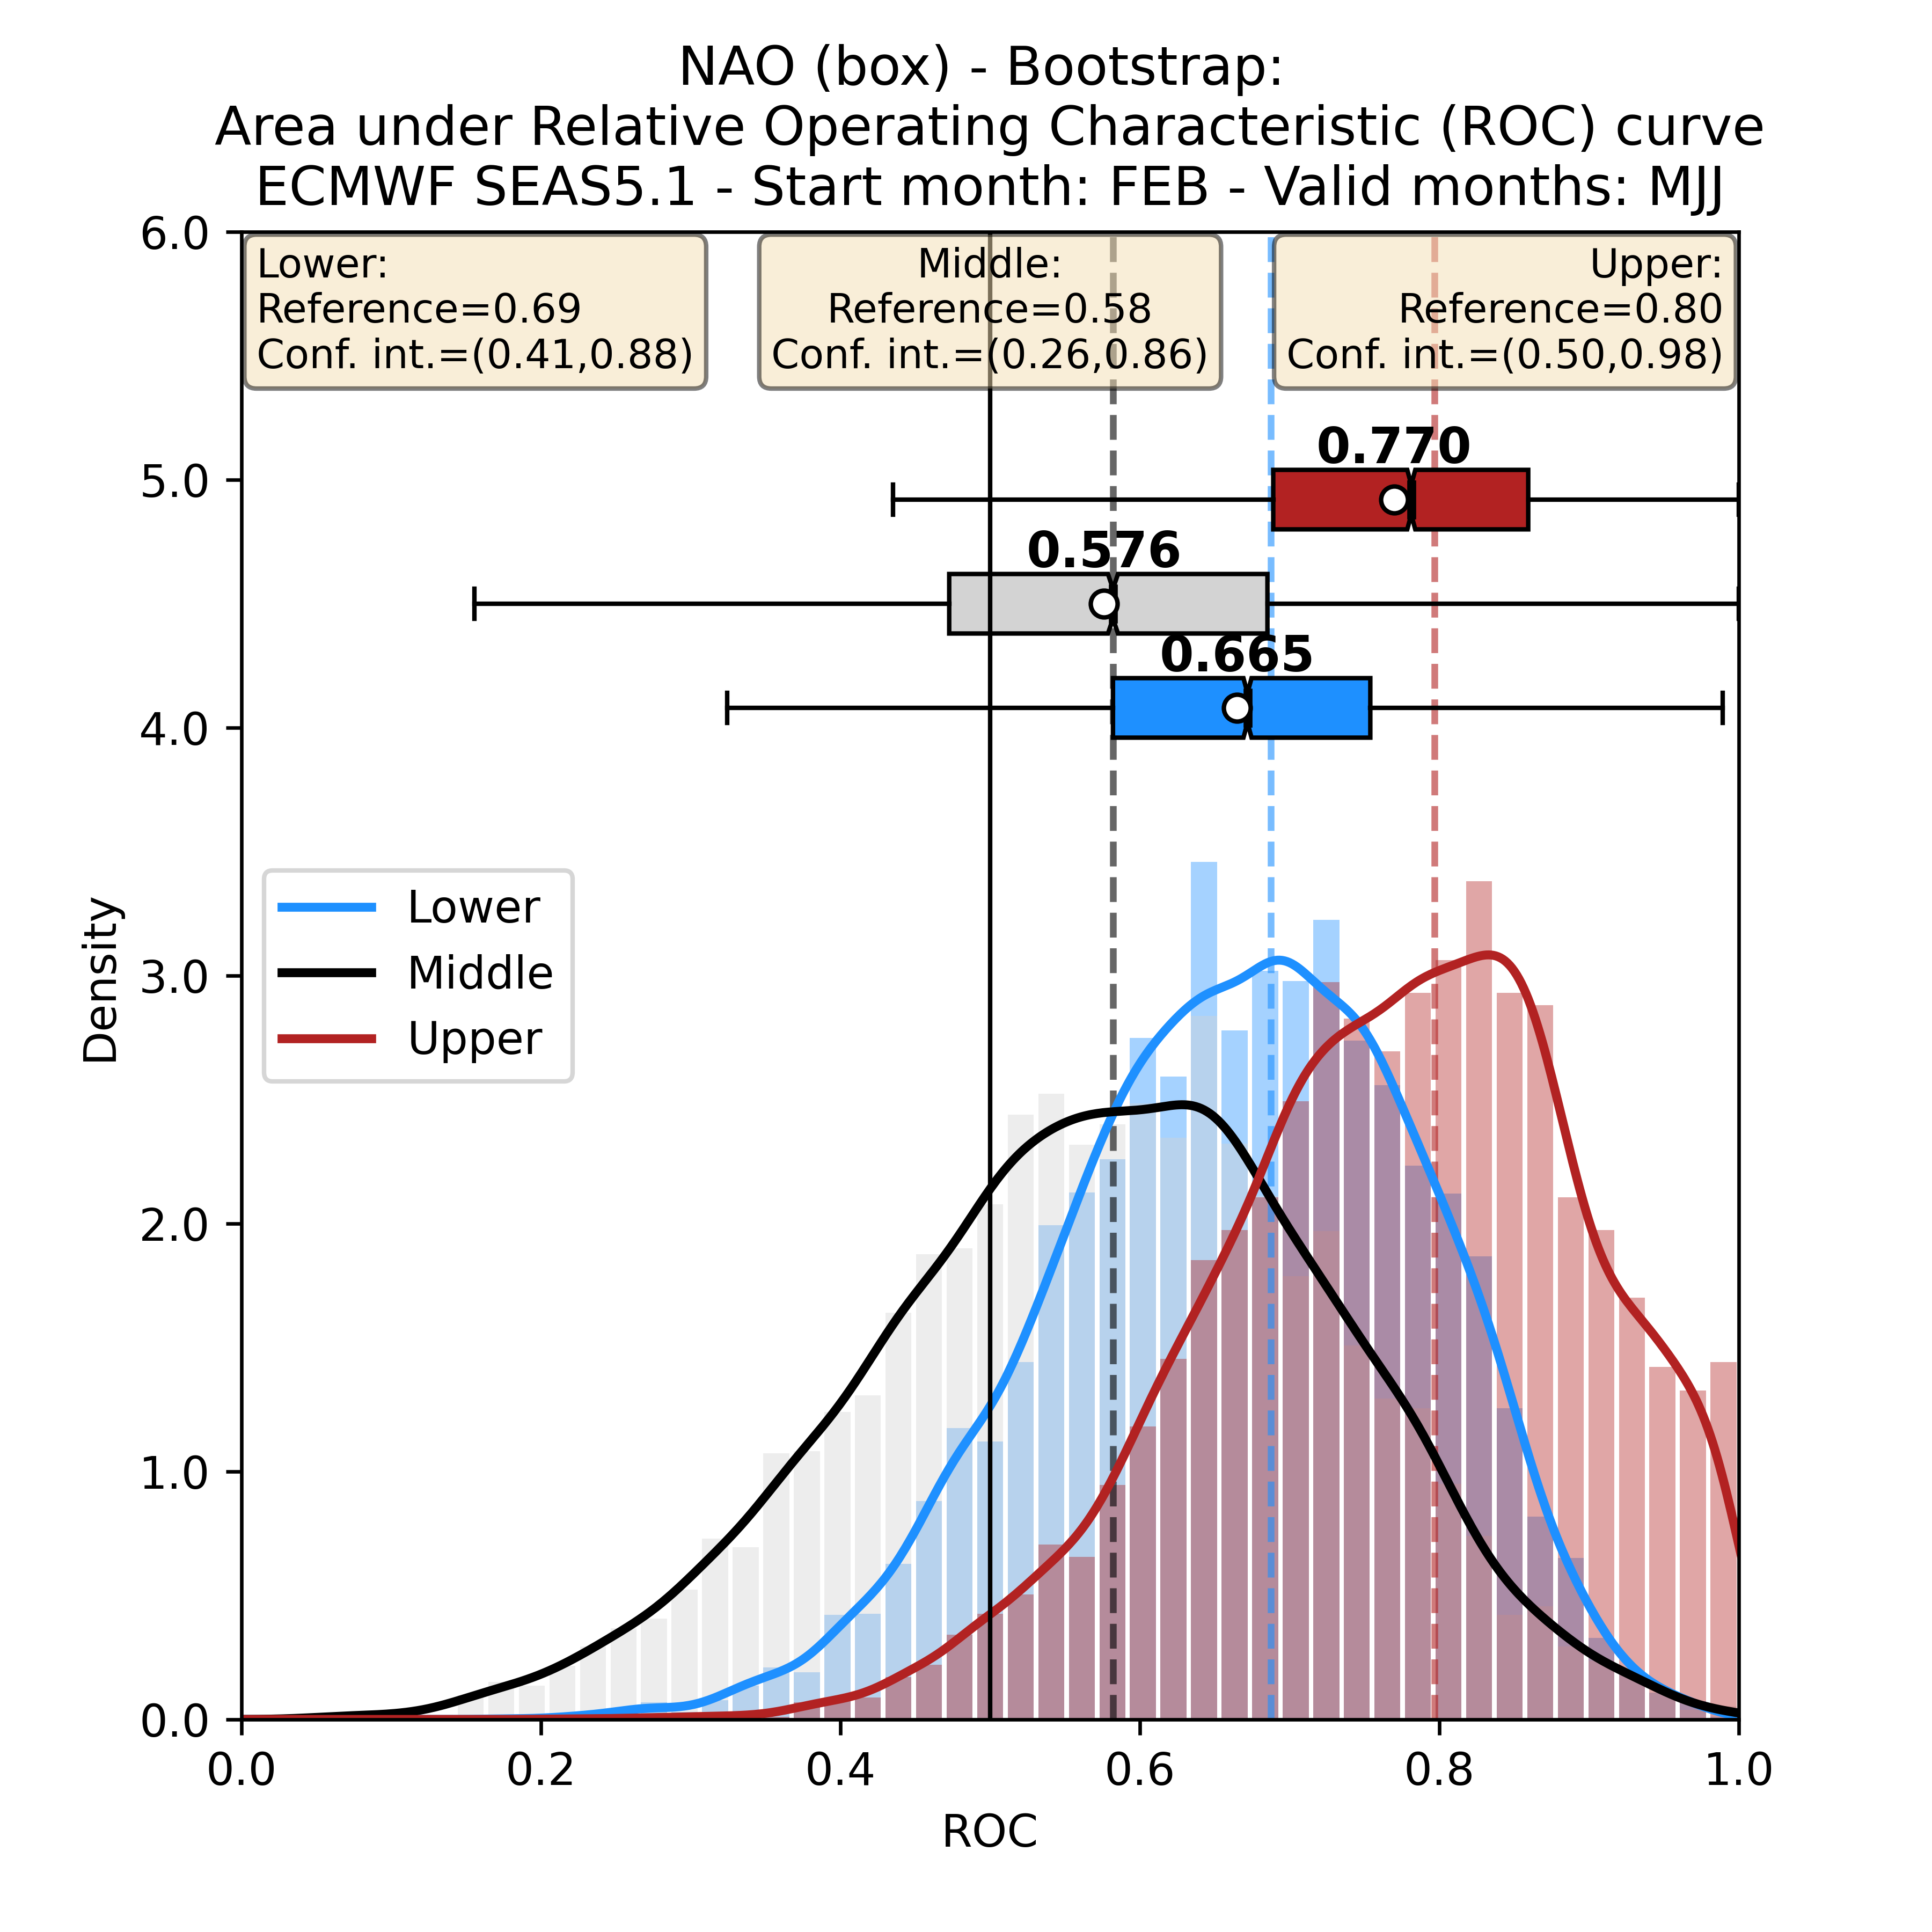 NAO (box) - Bootstrap:
Area under Relative Operating Characteristic (ROC) curve
ECMWF SEAS5.1 - Start month: FEB - Valid months: MJJ
Lower:
Reference=0.69
Conf. int.=(0.41,0.88)
Middle:
Reference=0.58
Conf. int.=(0.26,0.86)
Upper:
Reference=0.80
Conf. int.=(0.50,0.98)
0.770
0.576
0.665
Lower
Middle
Upper
Density
6.0
5.0
4.0
3.0
2.0
1.0
0.0
0.0 0.2 0.4 0.6 0.8 1.0
ROC